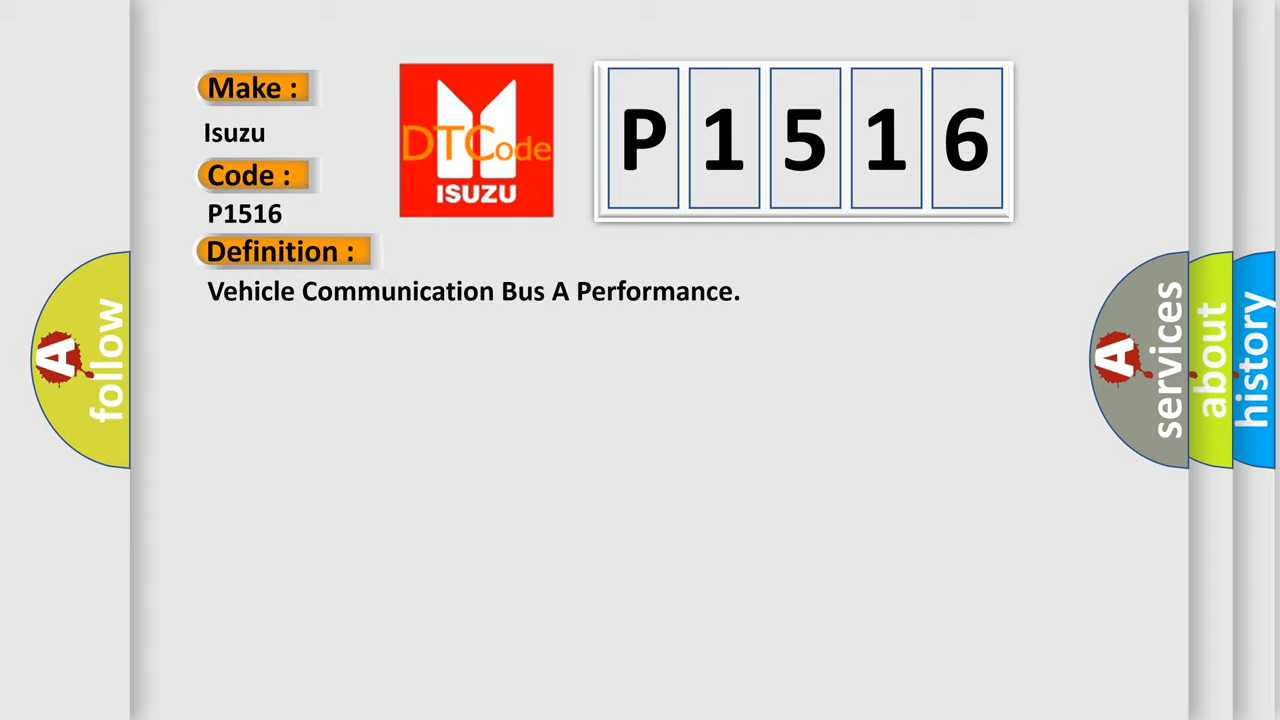 Make :
Isuzu
Code :
P1516
Definition :
Vehicle Communication Bus A Performance.
DTCode
ISUZU
P 1 5 1 6
A follow
A services
about
history